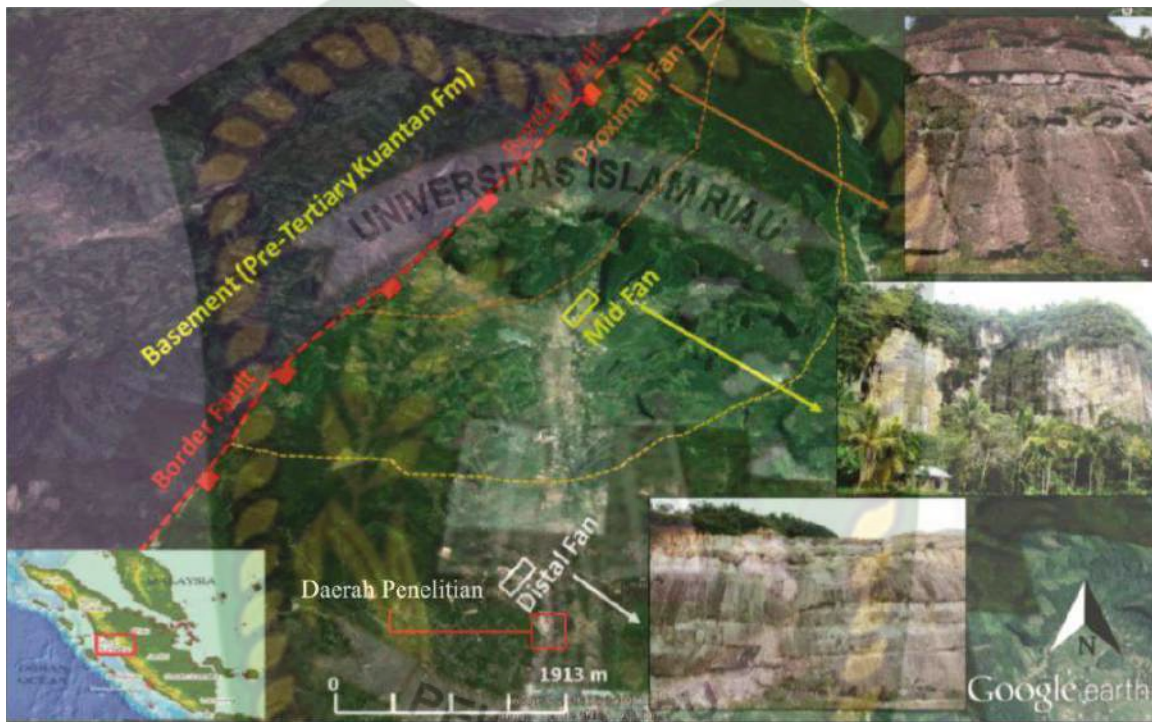 Basement (Pre-Tertiary Kuantan Fm)
Border Fault
Proximal Fan
UNIVERSITAS ISLAM RIAU
Mid Fan
Border Fault
Distal Fan
Daerah Penelitian
MALAYSIA
OCEAN
0
1913 m
N
Google earth